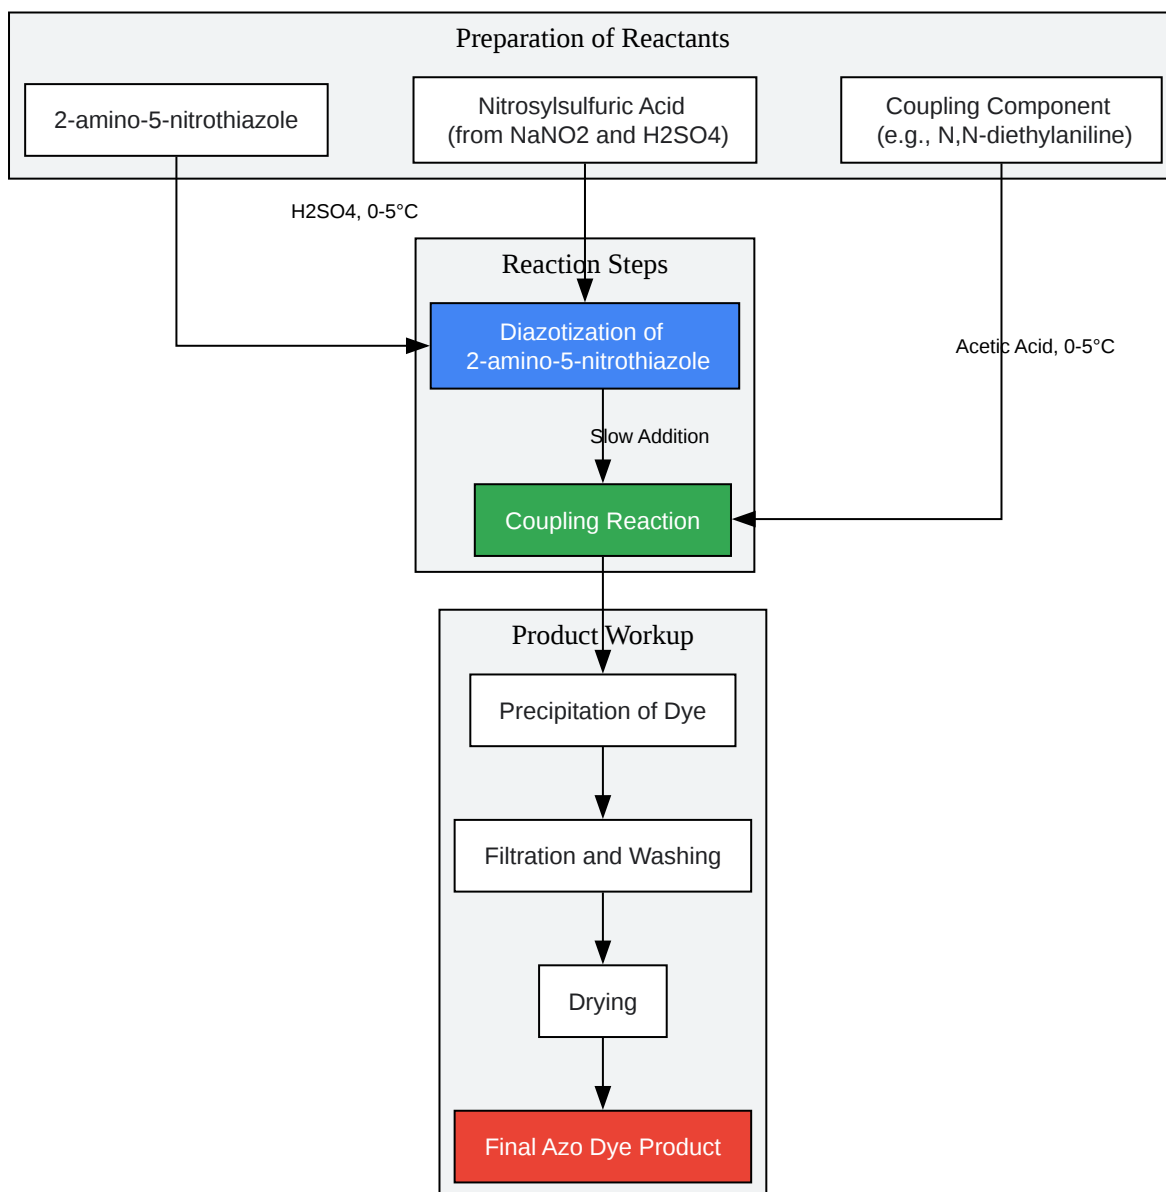 Preparation of Reactants
2-amino-5-nitrothiazole
Nitrosylsulfuric Acid
(from NaNO2 and H2SO4)
Coupling Component
(e.g., N,N-diethylaniline)
H2SO4, 0-5°C
Reaction Steps
Diazotization of
2-amino-5-nitrothiazole
Acetic Acid, 0-5°C
Slow Addition
Coupling Reaction
Product Workup
Precipitation of Dye
Filtration and Washing
Drying
Final Azo Dye Product